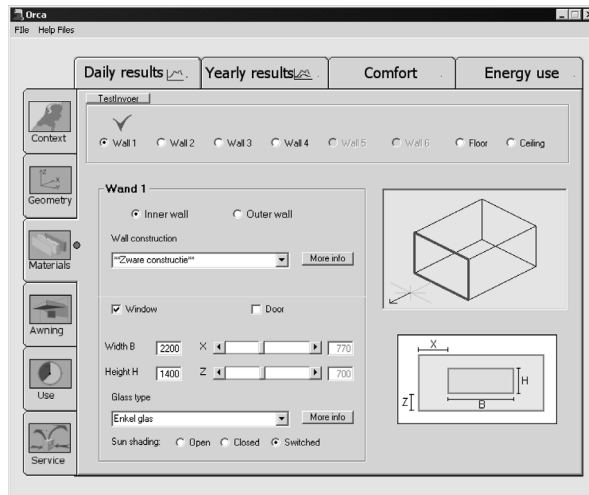 Orca
FIle Help Files
Daily results Yearly results Comfort Energy use
TestInvoer
Context
Wall 1 Wall 2 Wall 3 Wall 4 Wall 5 Wall 6 Floor Ceiling
Geometry
Wand 1
Inner wall Outer wall
Wall construction
**Zware constructie** More info
Materials
Window Door
Awning
Width B 2200 X 770
Height H 1400 Z 700
Use
Glass type
Enkel glas More info
Sun shading: Open Closed Switched
Service
X
H
Z
B